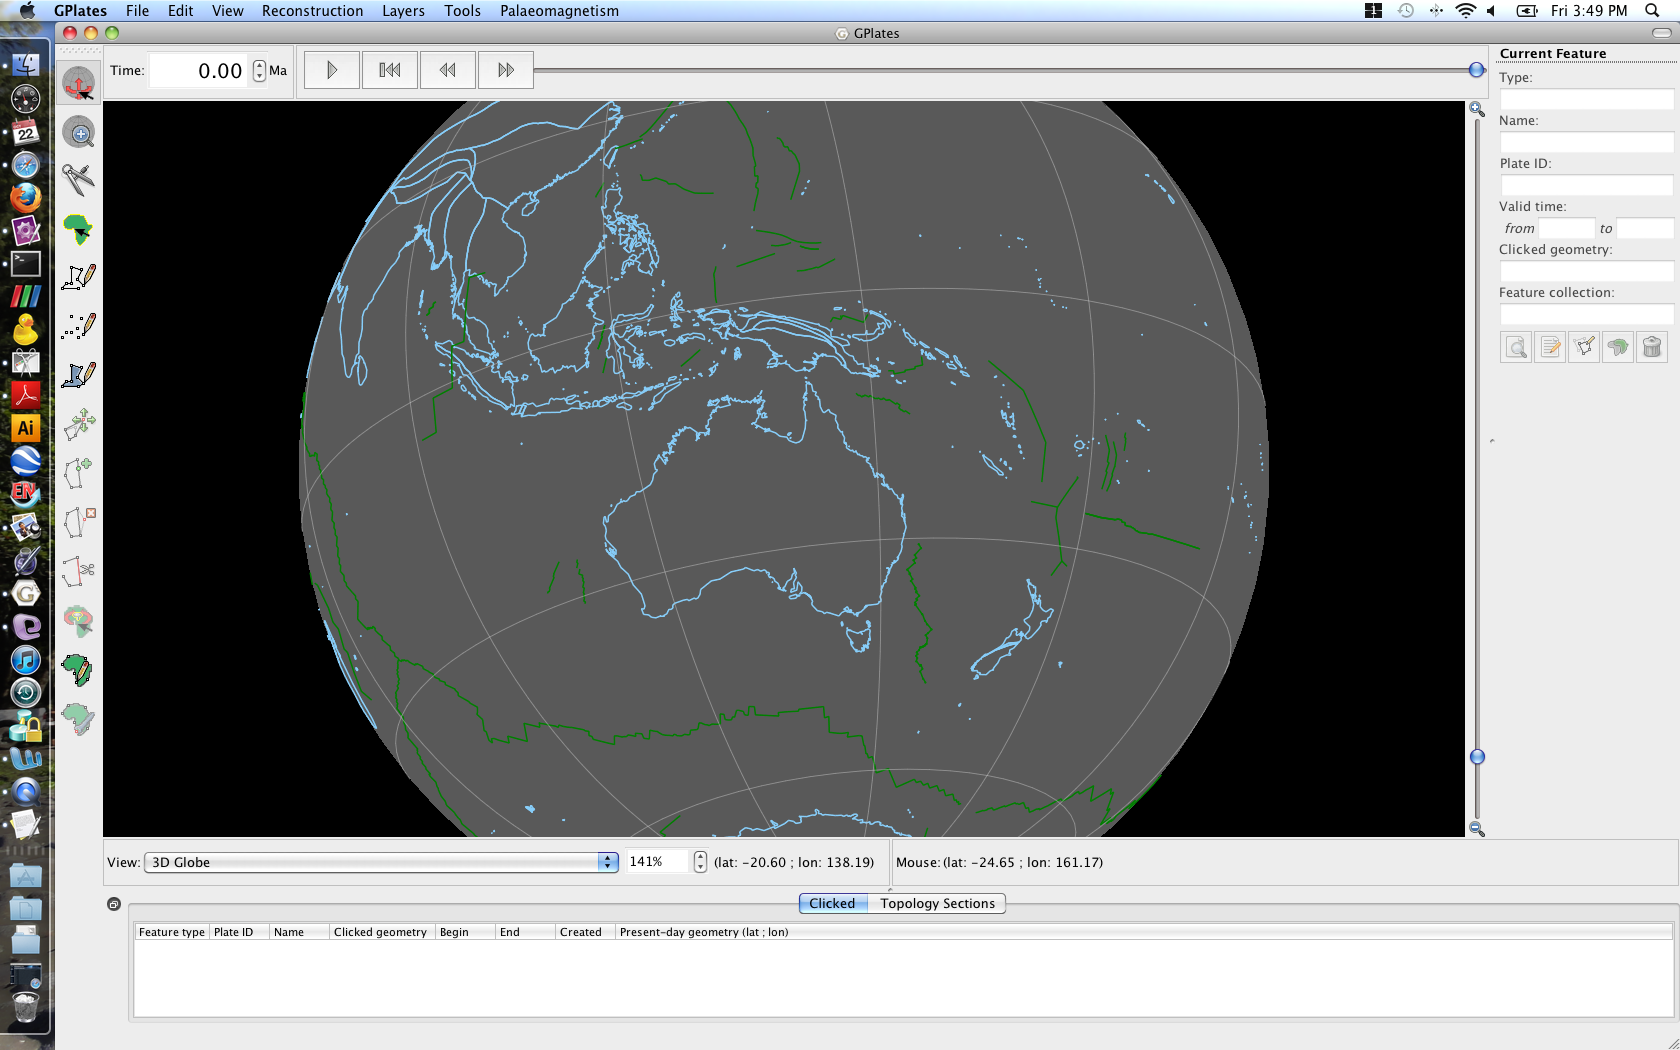 GPlates File Edit View Reconstruction Layers Tools Palaeomagnetism
1 Fri 3:49 PM
GPlates
Time: 0.00 Ma
Current Feature
Type:
Name:
Plate ID:
Valid time:
from to
Clicked geometry:
Feature collection:
22
Ai
EN
G
View: 3D Globe 141% (lat: -20.60 ; lon: 138.19) Mouse: (lat: -24.65 ; lon: 161.17)
Clicked Topology Sections
Feature type Plate ID Name Clicked geometry Begin End Created Present-day geometry (lat ; lon)